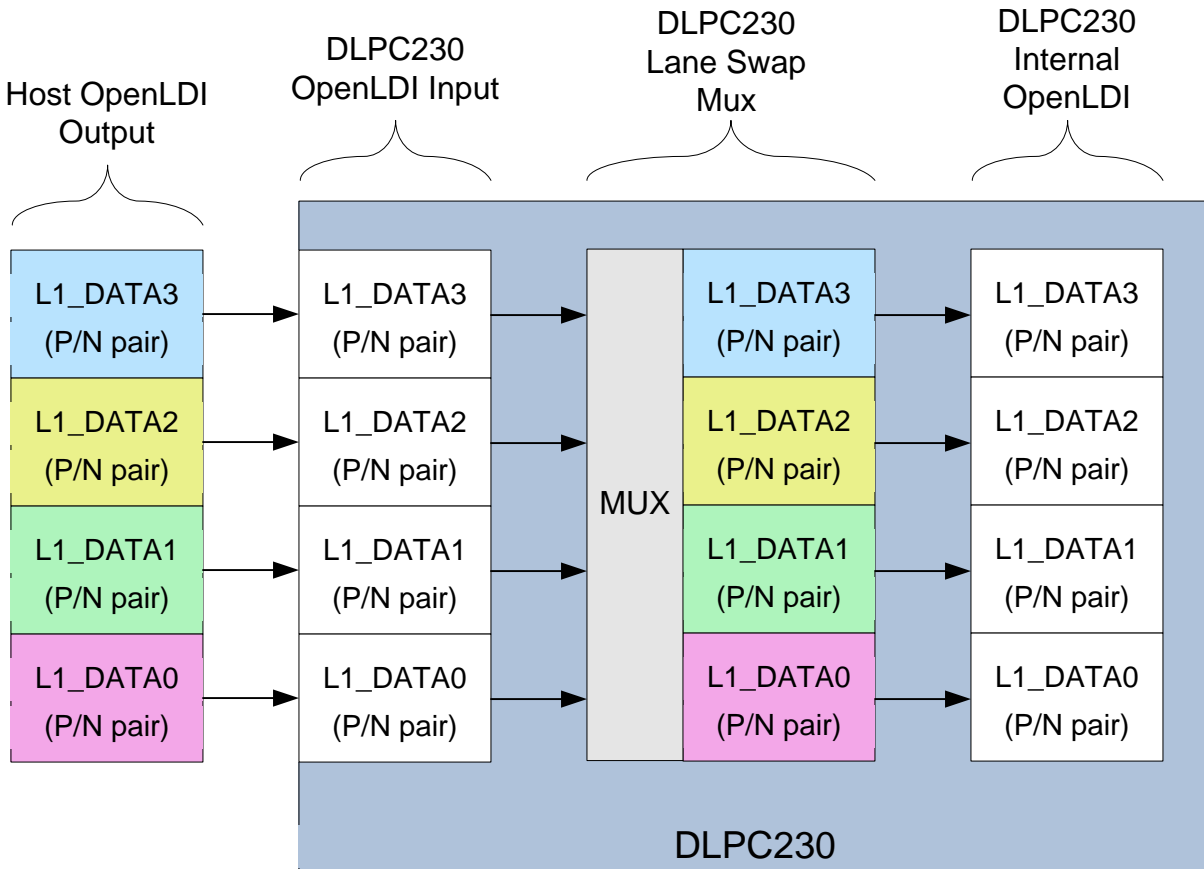 Host OpenLDI
Output
DLPC230
OpenLDI Input
DLPC230
Lane Swap
Mux
DLPC230
Internal
OpenLDI
L1_DATA3
(P/N pair)
L1_DATA2
(P/N pair)
L1_DATA1
(P/N pair)
L1_DATA0
(P/N pair)
L1_DATA3
(P/N pair)
L1_DATA2
(P/N pair)
L1_DATA1
(P/N pair)
L1_DATA0
(P/N pair)
MUX
L1_DATA3
(P/N pair)
L1_DATA2
(P/N pair)
L1_DATA1
(P/N pair)
L1_DATA0
(P/N pair)
L1_DATA3
(P/N pair)
L1_DATA2
(P/N pair)
L1_DATA1
(P/N pair)
L1_DATA0
(P/N pair)
DLPC230